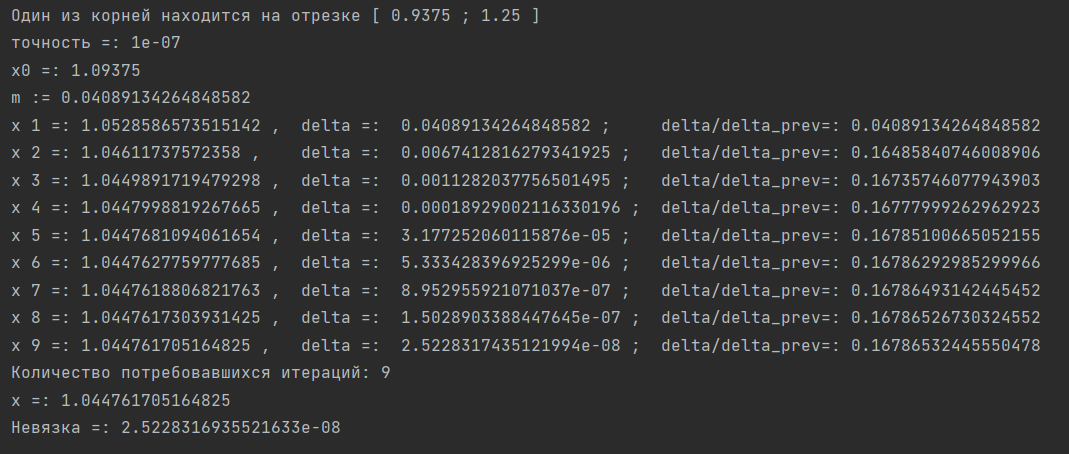 Один из корней находится на отрезке [ 0.9375 ; 1.25 ]
точность =: 1e-07
x0 =: 1.09375
m := 0.04089134264848582
x 1 =: 1.0528586573515142 ,  delta =:  0.04089134264848582 ;     delta/delta_prev=: 0.04089134264848582
x 2 =: 1.04611737572358 ,    delta =:  0.0067412816279341925 ;   delta/delta_prev=: 0.16485840746008906
x 3 =: 1.0449891719479298 ,  delta =:  0.0011282037756501495 ;   delta/delta_prev=: 0.16735746077943903
x 4 =: 1.0447998819267665 ,  delta =:  0.00018929002116330196 ;  delta/delta_prev=: 0.16777999262962923
x 5 =: 1.0447681094061654 ,  delta =:  3.177252060115876e-05 ;   delta/delta_prev=: 0.16785100665052155
x 6 =: 1.0447627759777685 ,  delta =:  5.333428396925299e-06 ;   delta/delta_prev=: 0.16786292985299966
x 7 =: 1.0447618806821763 ,  delta =:  8.952955921071037e-07 ;   delta/delta_prev=: 0.16786493142445452
x 8 =: 1.0447617303931425 ,  delta =:  1.5028903388447645e-07 ;  delta/delta_prev=: 0.16786526730324552
x 9 =: 1.044761705164825 ,   delta =:  2.5228317435121994e-08 ;  delta/delta_prev=: 0.16786532445550478
Количество потребовавшихся итераций: 9
x =: 1.044761705164825
Невязка =: 2.5228316935521633e-08